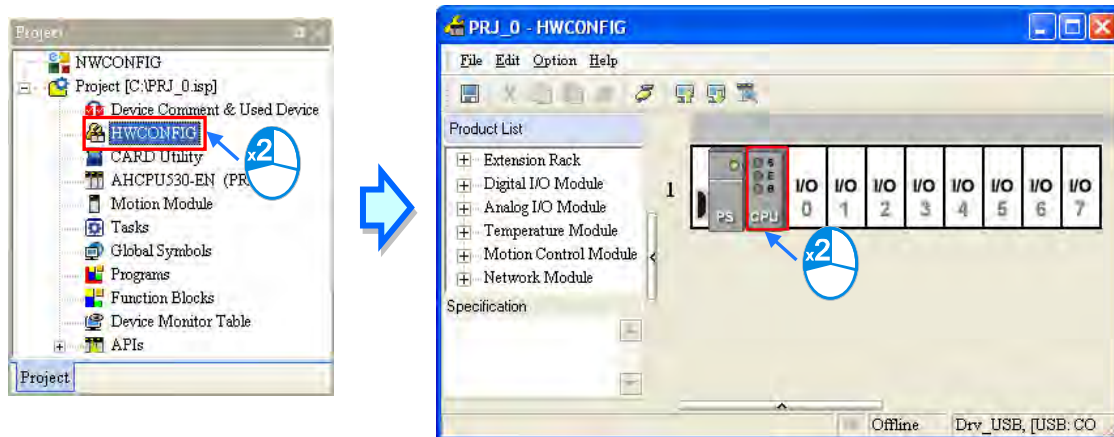 Project
NWCONFIG
Project [C:\PRJ_0.isp]
Device Comment & Used Device
HWCONFIG
CARD Utility
AHCPU530-EN (PR
Motion Module
Tasks
Global Symbols
Programs
Function Blocks
Device Monitor Table
APIs
Project
x2
PRJ_0 - HWCONFIG
File Edit Option Help
Product List
Extension Rack
Digital I/O Module
Analog I/O Module
Temperature Module
Motion Control Module
Network Module
Specification
1
PS CPU I/O 0 I/O 1 I/O 2 I/O 3 I/O 4 I/O 5 I/O 6 I/O 7
x2
Offline Drv_USB, [USB: CO